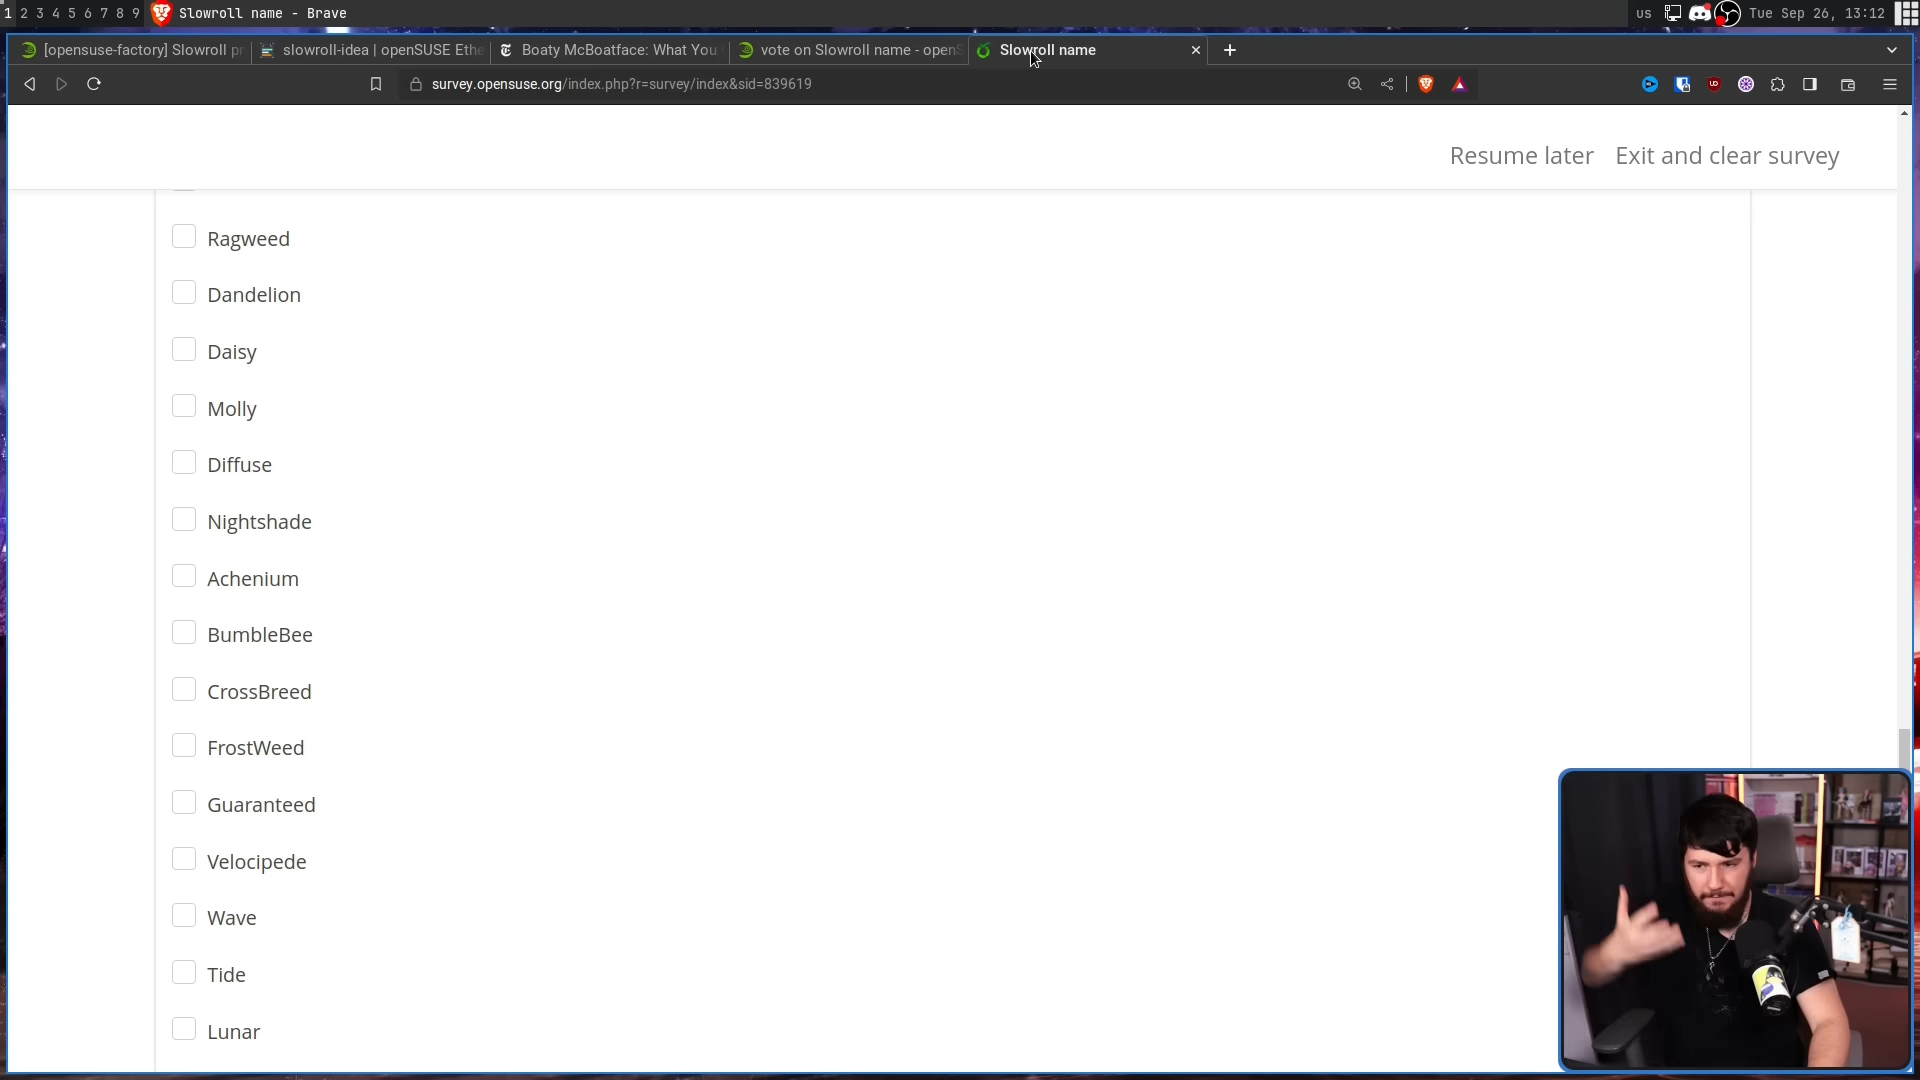 1 2 3 4 5 6 7 8 9 Slowroll name - Brave us Tue Sep 26, 13:12
[opensuse-factory] Slowroll pr slowroll-idea | openSUSE Ethe Boaty McBoatface: What You vote on Slowroll name - openS Slowroll name
survey.opensuse.org/index.php?r=survey/index&sid=839619
Resume later Exit and clear survey
Ragweed
Dandelion
Daisy
Molly
Diffuse
Nightshade
Achenium
BumbleBee
CrossBreed
FrostWeed
Guaranteed
Velocipede
Wave
Tide
Lunar